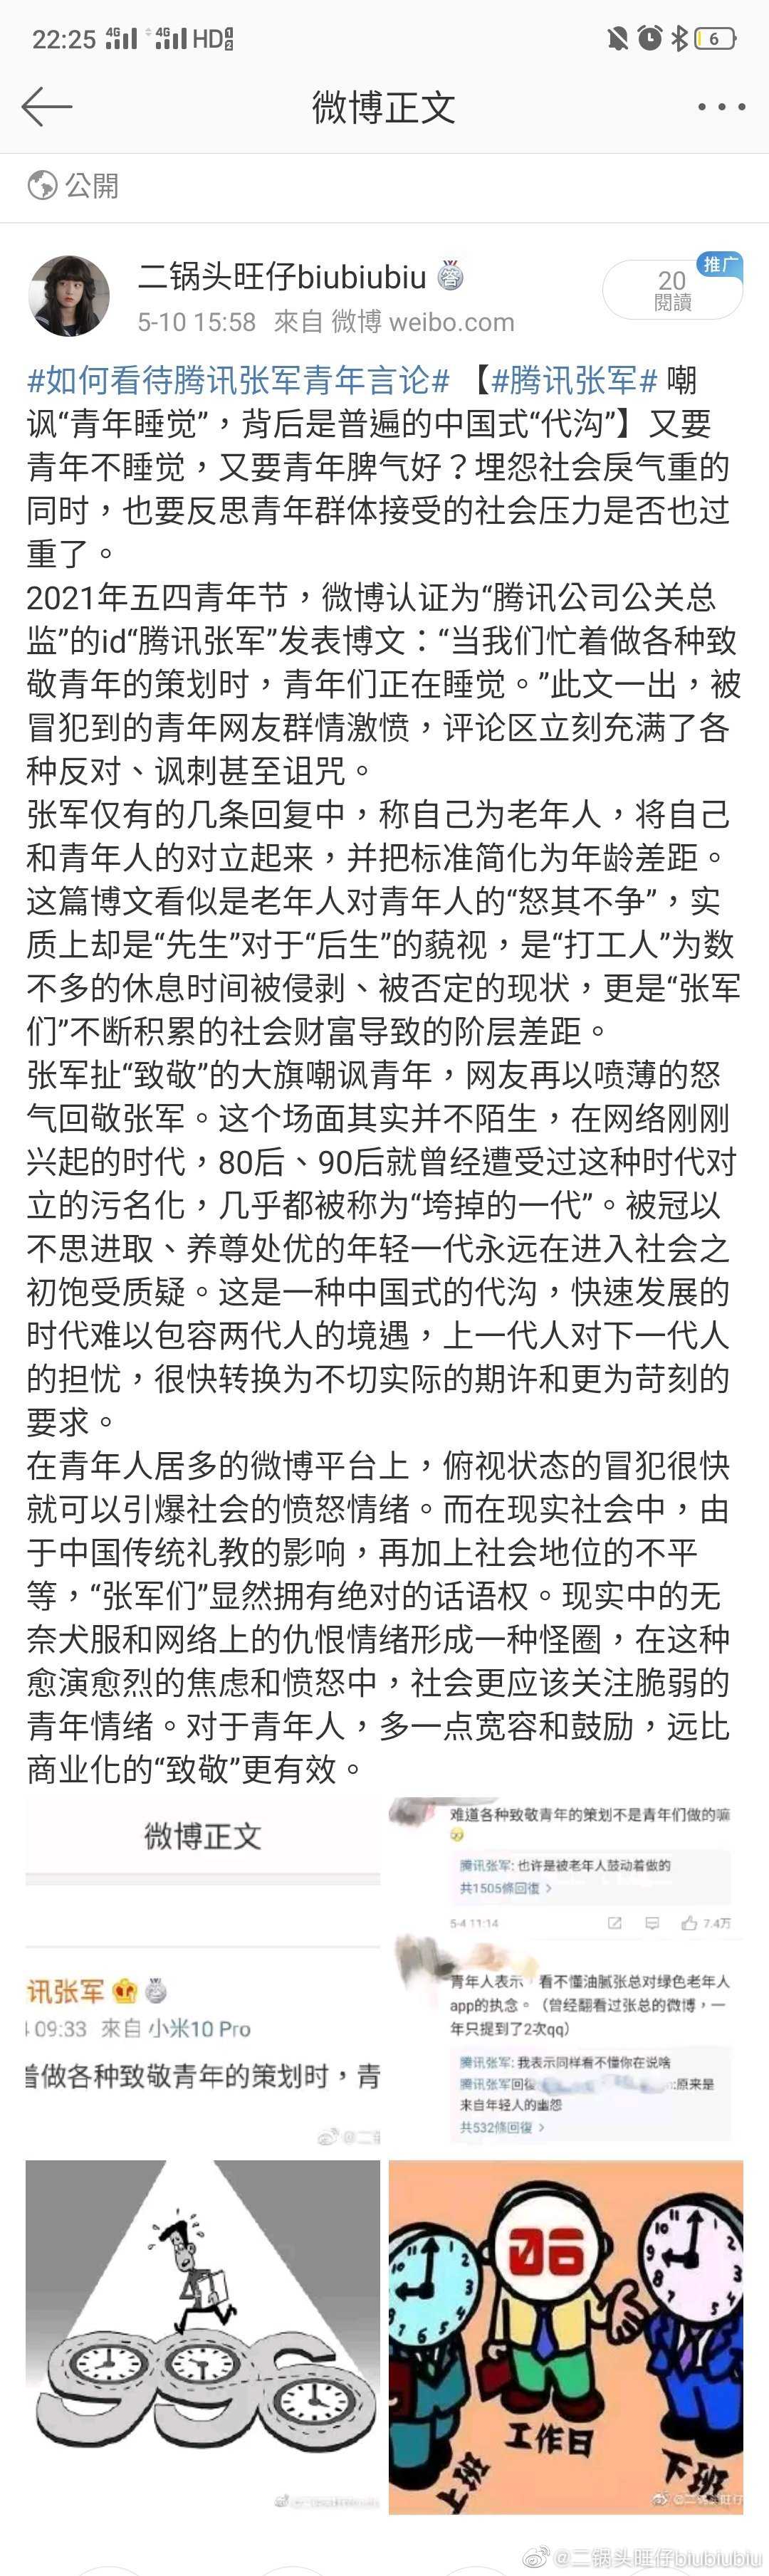 22:25 4G 4G HD 1 2 6
微博正文
公開
二锅头旺仔biubiubiu 答
推广
20
閱讀
5-10 15:58 來自 微博 weibo.com
#如何看待腾讯张军青年言论# 【#腾讯张军# 嘲
讽“青年睡觉”，背后是普遍的中国式“代沟”】又要
青年不睡觉，又要青年脾气好？埋怨社会戾气重的
同时，也要反思青年群体接受的社会压力是否也过
重了。
2021年五四青年节，微博认证为“腾讯公司公关总
监”的id“腾讯张军”发表博文：“当我们忙着做各种致
敬青年的策划时，青年们正在睡觉。”此文一出，被
冒犯到的青年网友群情激愤，评论区立刻充满了各
种反对、讽刺甚至诅咒。
张军仅有的几条回复中，称自己为老年人，将自己
和青年人的对立起来，并把标准简化为年龄差距。
这篇博文看似是老年人对青年人的“怒其不争”，实
质上却是“先生”对于“后生”的藐视，是“打工人”为数
不多的休息时间被侵剥、被否定的现状，更是“张军
们”不断积累的社会财富导致的阶层差距。
张军扯“致敬”的大旗嘲讽青年，网友再以喷薄的怒
气回敬张军。这个场面其实并不陌生，在网络刚刚
兴起的时代，80后、90后就曾经遭受过这种时代对
立的污名化，几乎都被称为“垮掉的一代”。被冠以
不思进取、养尊处优的年轻一代永远在进入社会之
初饱受质疑。这是一种中国式的代沟，快速发展的
时代难以包容两代人的境遇，上一代人对下一代人
的担忧，很快转换为不切实际的期许和更为苛刻的
要求。
在青年人居多的微博平台上，俯视状态的冒犯很快
就可以引爆社会的愤怒情绪。而在现实社会中，由
于中国传统礼教的影响，再加上社会地位的不平
等，“张军们”显然拥有绝对的话语权。现实中的无
奈犬服和网络上的仇恨情绪形成一种怪圈，在这种
愈演愈烈的焦虑和愤怒中，社会更应该关注脆弱的
青年情绪。对于青年人，多一点宽容和鼓励，远比
商业化的“致敬”更有效。
微博正文
讯张军
09:33 來自 小米10 Pro
着做各种致敬青年的策划时，青
难道各种致敬青年的策划不是青年们做的嘛
腾讯张军: 也许是被老年人鼓动着做的
共1505條回復 >
5-4 11:14 7.4万
青年人表示，看不懂油腻张总对绿色老年人
app的执念。（曾经翻看过张总的微博，一
年只提到了2次qq）
腾讯张军: 我表示同样看不懂你在说啥
腾讯张军回復 :原来是
来自年轻人的幽怨
共532條回復 >
996
上班
工作日
下班
@二锅头旺仔biubiubiu